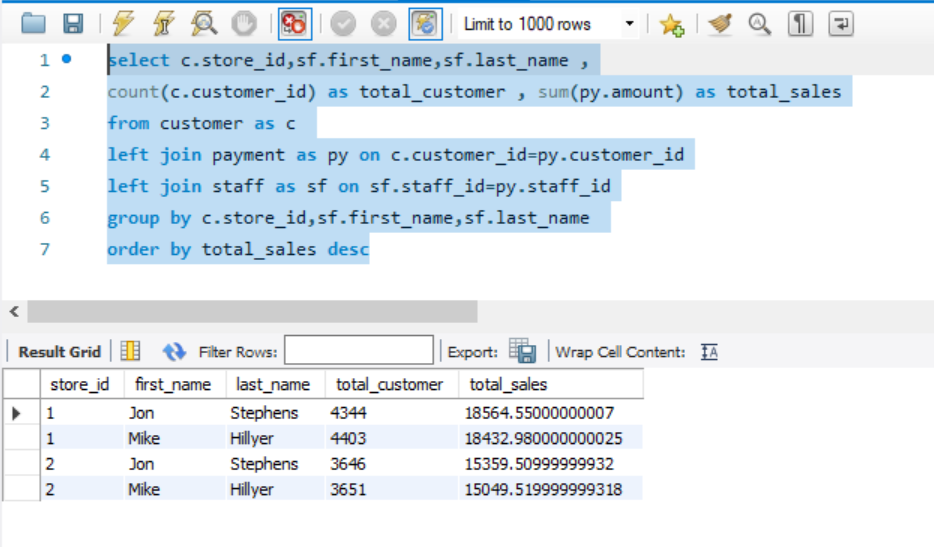 Limit to 1000 rows
1 select c.store_id,sf.first_name,sf.last_name ,
2 count(c.customer_id) as total_customer , sum(py.amount) as total_sales
3 from customer as c
4 left join payment as py on c.customer_id=py.customer_id
5 left join staff as sf on sf.staff_id=py.staff_id
6 group by c.store_id,sf.first_name,sf.last_name
7 order by total_sales desc
Result Grid Filter Rows: Export: Wrap Cell Content:
store_id first_name last_name total_customer total_sales
1 Jon Stephens 4344 18564.55000000007
1 Mike Hillyer 4403 18432.980000000025
2 Jon Stephens 3646 15359.50999999932
2 Mike Hillyer 3651 15049.519999999318